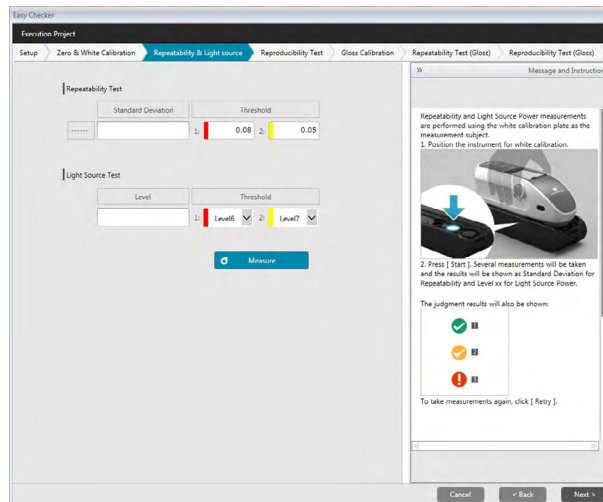 Easy Checker
Execution Project
Setup Zero & White Calibration Repeatability & Light source Reproducibility Test Gloss Calibration Repeatability Test (Gloss) Reproducibility Test (Gloss)
Repeatability Test
Standard Deviation Threshold
------ 1: 0.08 2: 0.05
Light Source Test
Level Threshold
1: Level6 2: Level7
Measure
» Message and Instruction
Repeatability and Light Source Power measurements
are performed using the white calibration plate as the
measurement subject.
1. Position the instrument for white calibration.
2. Press [ Start ]. Several measurements will be taken
and the results will be shown as Standard Deviation for
Repeatability and Level xx for Light Source Power.
The judgment results will also be shown:
1
2
3
To take measurements again, click [ Retry ].
Cancel < Back Next >